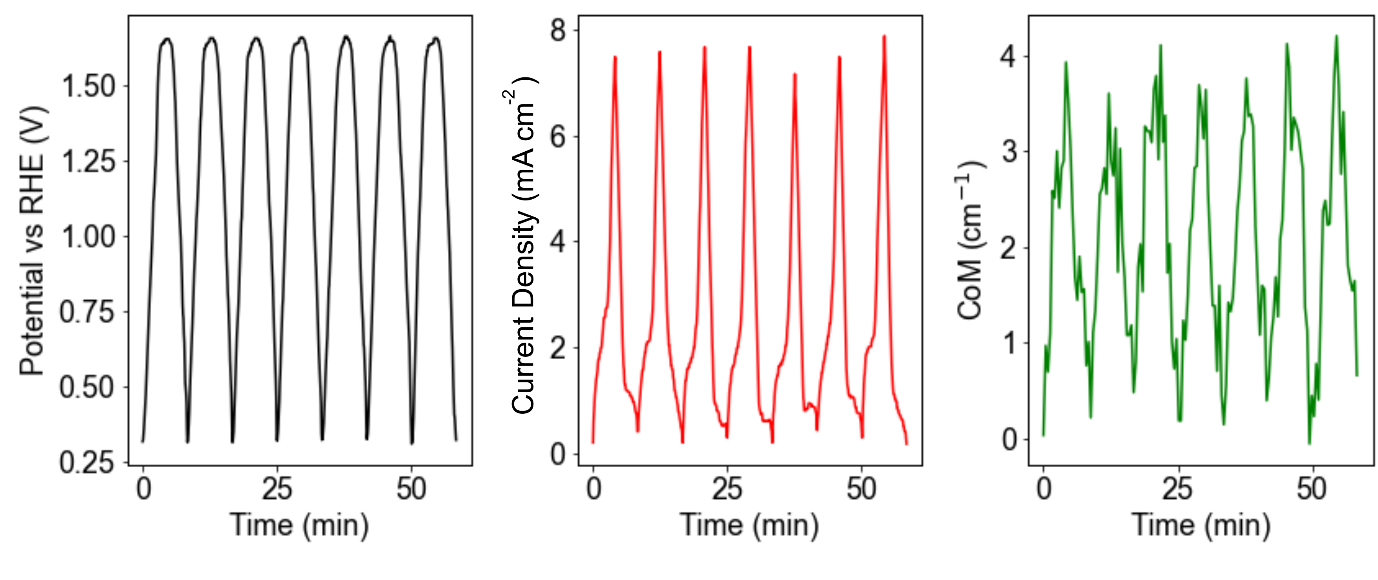 Potential vs RHE (V)
1.50
1.25
1.00
0.75
0.50
0.25
0 25 50
Time (min)
Current Density (mA cm⁻²)
8
6
4
2
0
0 25 50
Time (min)
CoM (cm⁻¹)
4
3
2
1
0
0 25 50
Time (min)